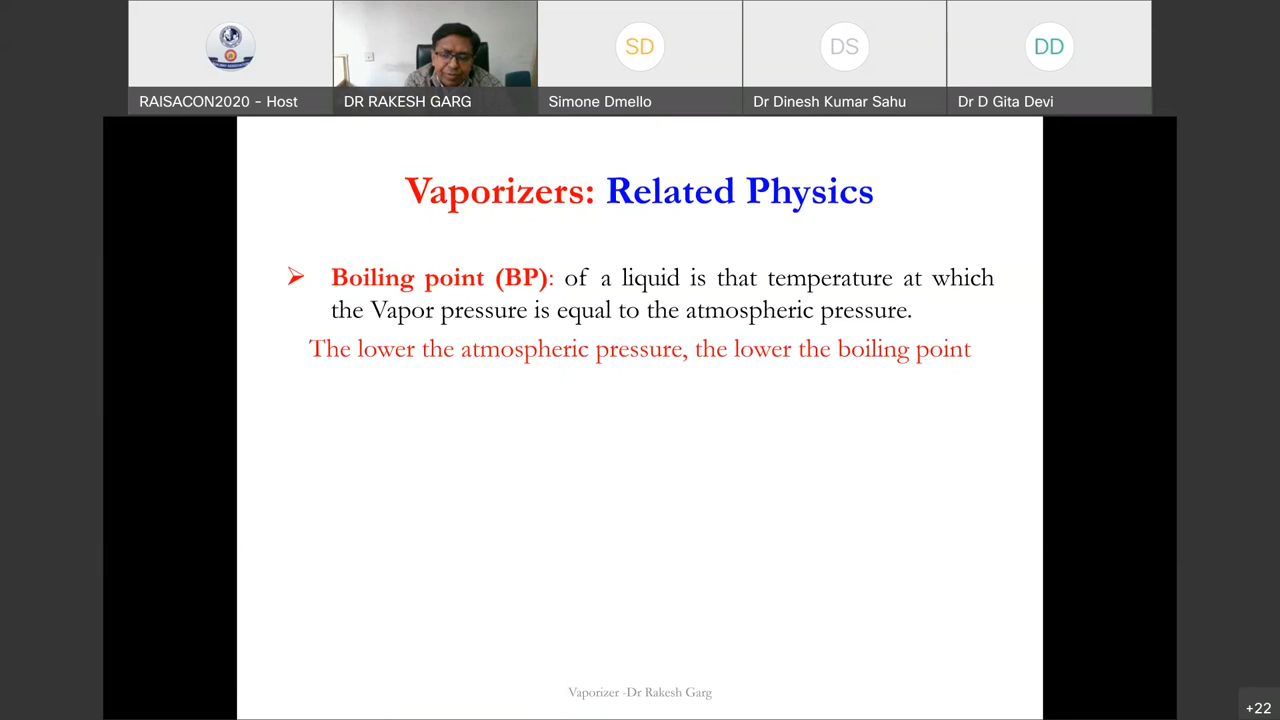 SD
DS
DD
RAISACON2020 - Host
DR RAKESH GARG
Simone Dmello
Dr Dinesh Kumar Sahu
Dr D Gita Devi
Vaporizers: Related Physics
➢ Boiling point (BP): of a liquid is that temperature at which
the Vapor pressure is equal to the atmospheric pressure.
The lower the atmospheric pressure, the lower the boiling point
Vaporizer -Dr Rakesh Garg
+22